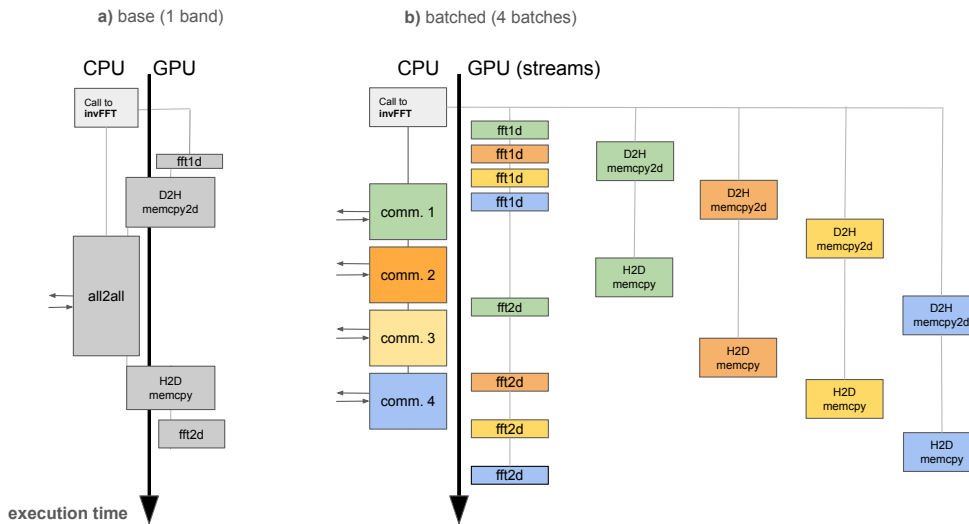 a) base (1 band)
CPU
GPU
Call to
invFFT
fft1d
D2H
memcpy2d
all2all
H2D
memcpy
fft2d
execution time
b) batched (4 batches)
CPU
GPU (streams)
Call to
invFFT
comm. 1
comm. 2
comm. 3
comm. 4
fft1d
fft1d
fft1d
fft1d
fft2d
fft2d
fft2d
fft2d
D2H
memcpy2d
H2D
memcpy
D2H
memcpy2d
H2D
memcpy
D2H
memcpy2d
H2D
memcpy
D2H
memcpy2d
H2D
memcpy